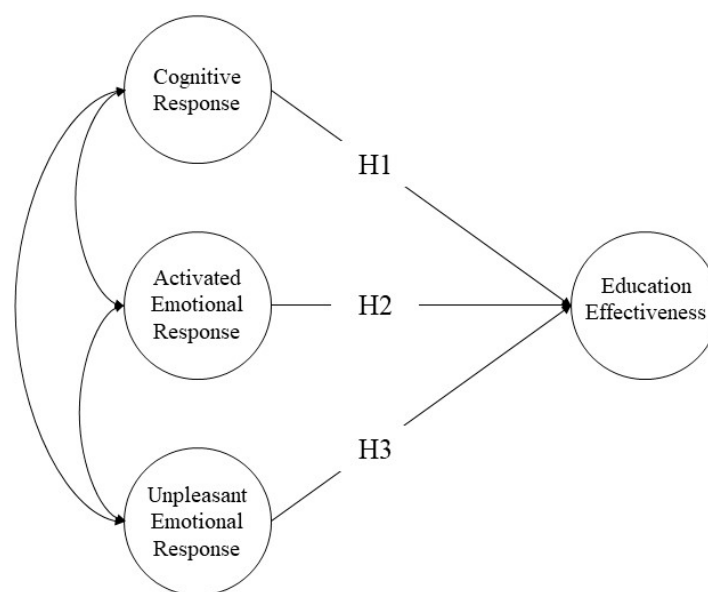 Cognitive
Response
H1
Activated
Emotional
Response
H2
Education
Effectiveness
H3
Unpleasant
Emotional
Response